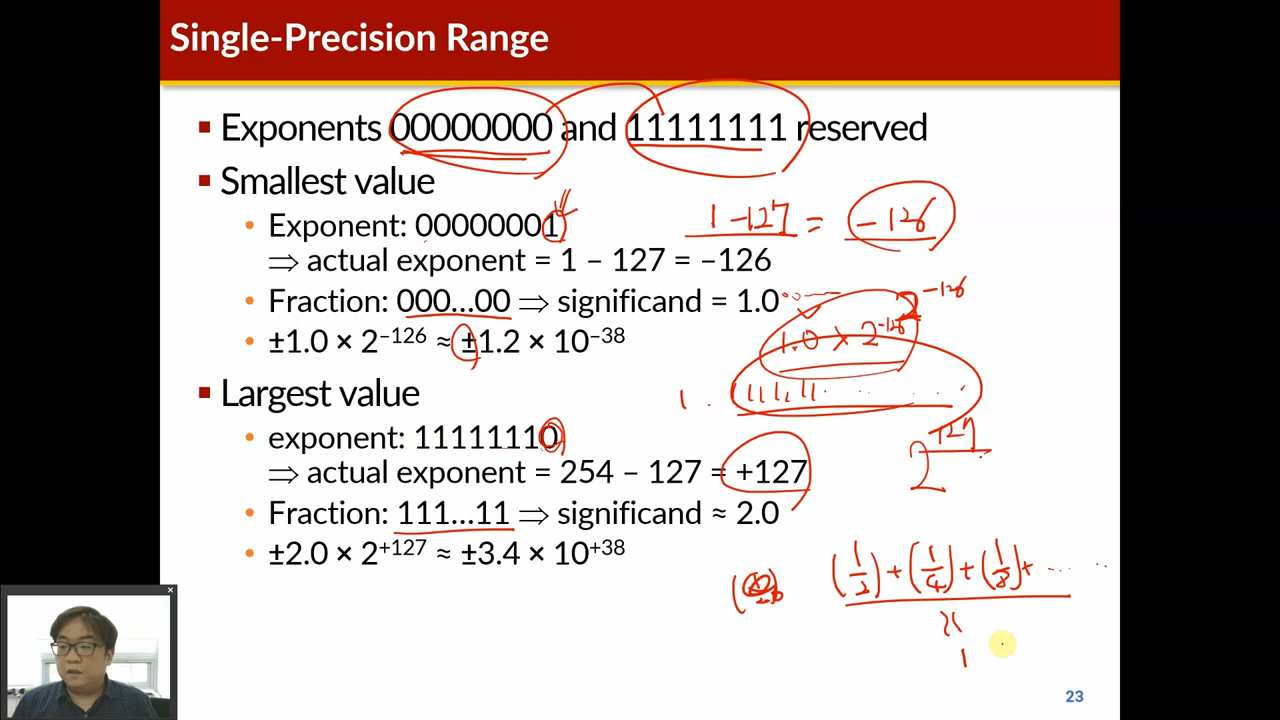 Single-Precision Range
▪ Exponents 00000000 and 11111111 reserved
▪ Smallest value
• Exponent: 00000001
⇒ actual exponent = 1 – 127 = –126
1 -127 = -126
• Fraction: 000…00 ⇒ significand = 1.0
2⁻¹²⁶
• ±1.0 × 2⁻¹²⁶ ≈ ±1.2 × 10⁻³⁸
1.0 × 2⁻¹²⁶
▪ Largest value
1 . 111111 ......
• exponent: 11111110
⇒ actual exponent = 254 – 127 = +127
2⁺¹²⁷
• Fraction: 111…11 ⇒ significand ≈ 2.0
• ±2.0 × 2⁺¹²⁷ ≈ ±3.4 × 10⁺³⁸
(1/2) + (1/4) + (1/8) + ......
≈
1
23